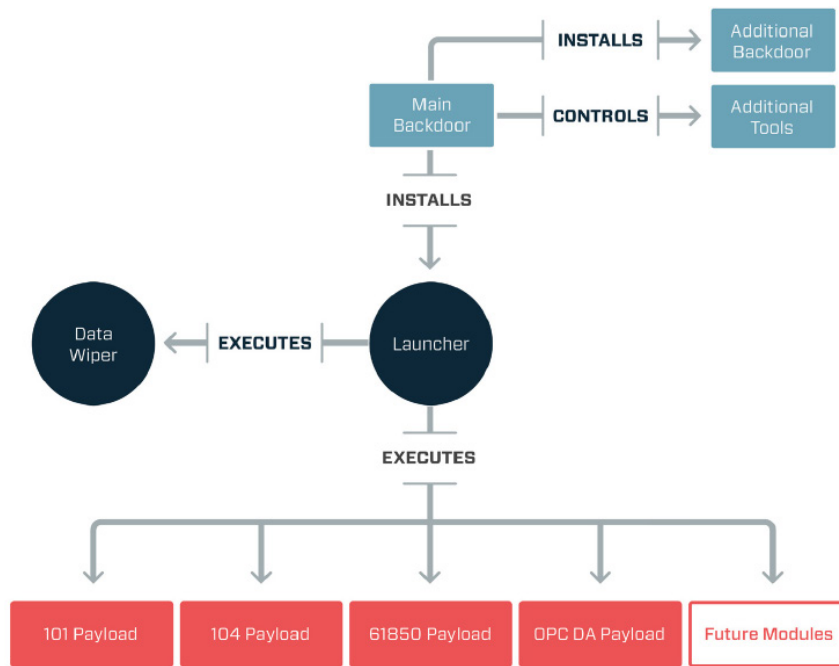 INSTALLS
Additional
Backdoor
Main
Backdoor
CONTROLS
Additional
Tools
INSTALLS
Data
Wiper
EXECUTES
Launcher
EXECUTES
101 Payload
104 Payload
61850 Payload
OPC DA Payload
Future Modules